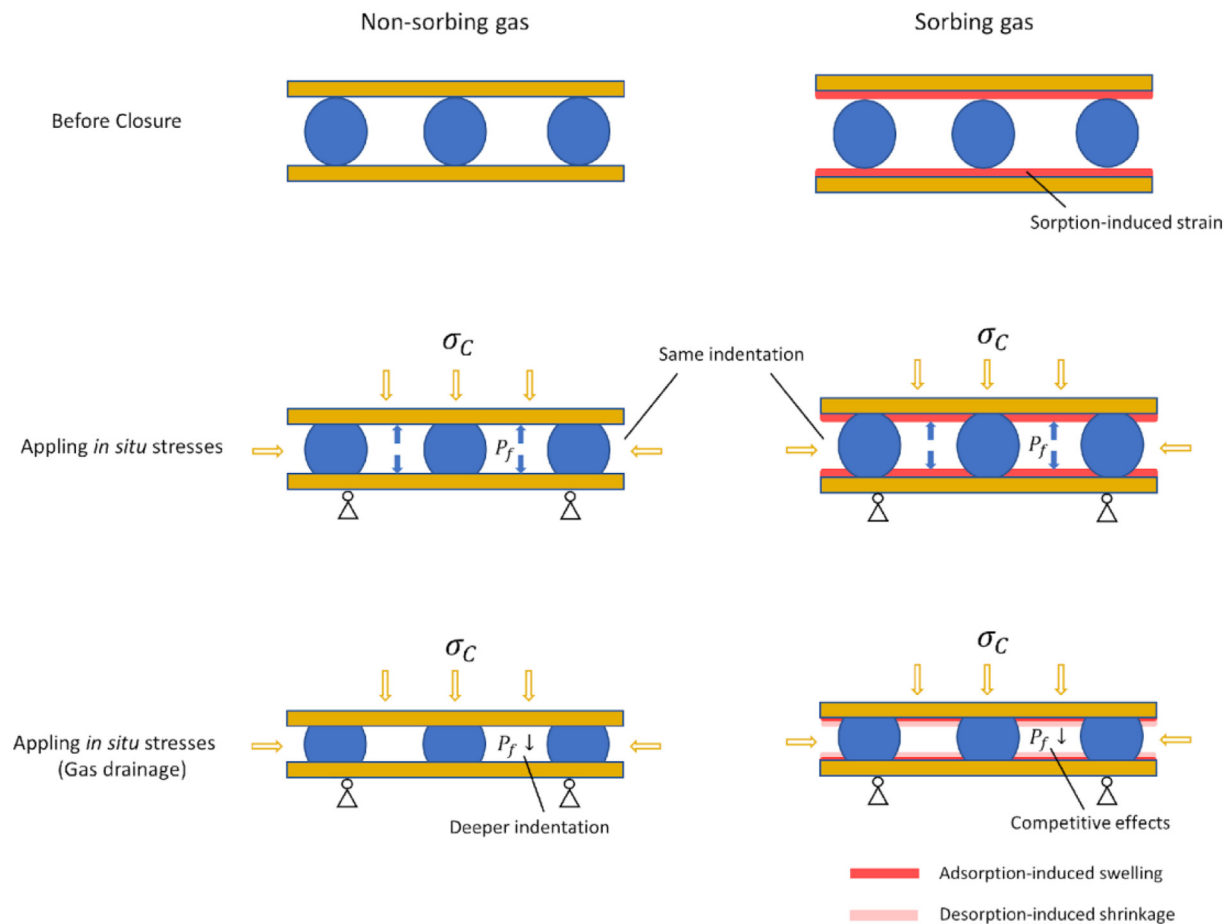 Non-sorbing gas
Sorbing gas
Before Closure
Sorption-induced strain
σ_C
σ_C
Same indentation
Appling in situ stresses
P_f
P_f
σ_C
σ_C
Appling in situ stresses
(Gas drainage)
P_f ↓
P_f ↓
Deeper indentation
Competitive effects
Adsorption-induced swelling
Desorption-induced shrinkage